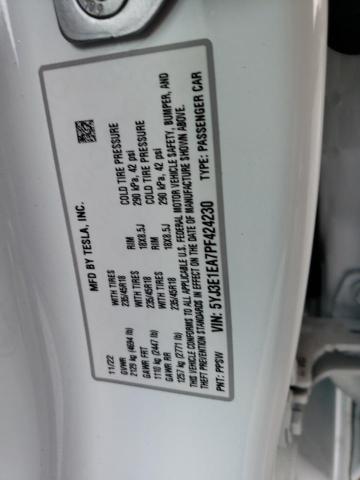 MFD BY TESLA, INC.
11/22
GVWR
2129 kg (4694 lb)
GAWR FRT WITH TIRES RIM COLD TIRE PRESSURE
1110 kg (2447 lb) 235/45R18 18X8.5J 290 kPa, 42 psi
GAWR RR WITH TIRES RIM COLD TIRE PRESSURE
1257 kg (2771 lb) 235/45R18 18X8.5J 290 kPa, 42 psi
THIS VEHICLE CONFORMS TO ALL APPLICABLE U.S. FEDERAL MOTOR VEHICLE SAFETY, BUMPER, AND
THEFT PREVENTION STANDARDS IN EFFECT ON THE DATE OF MANUFACTURE SHOWN ABOVE.
VIN: 5YJ3E1EA7PF424230 TYPE: PASSENGER CAR
PNT: PPSW